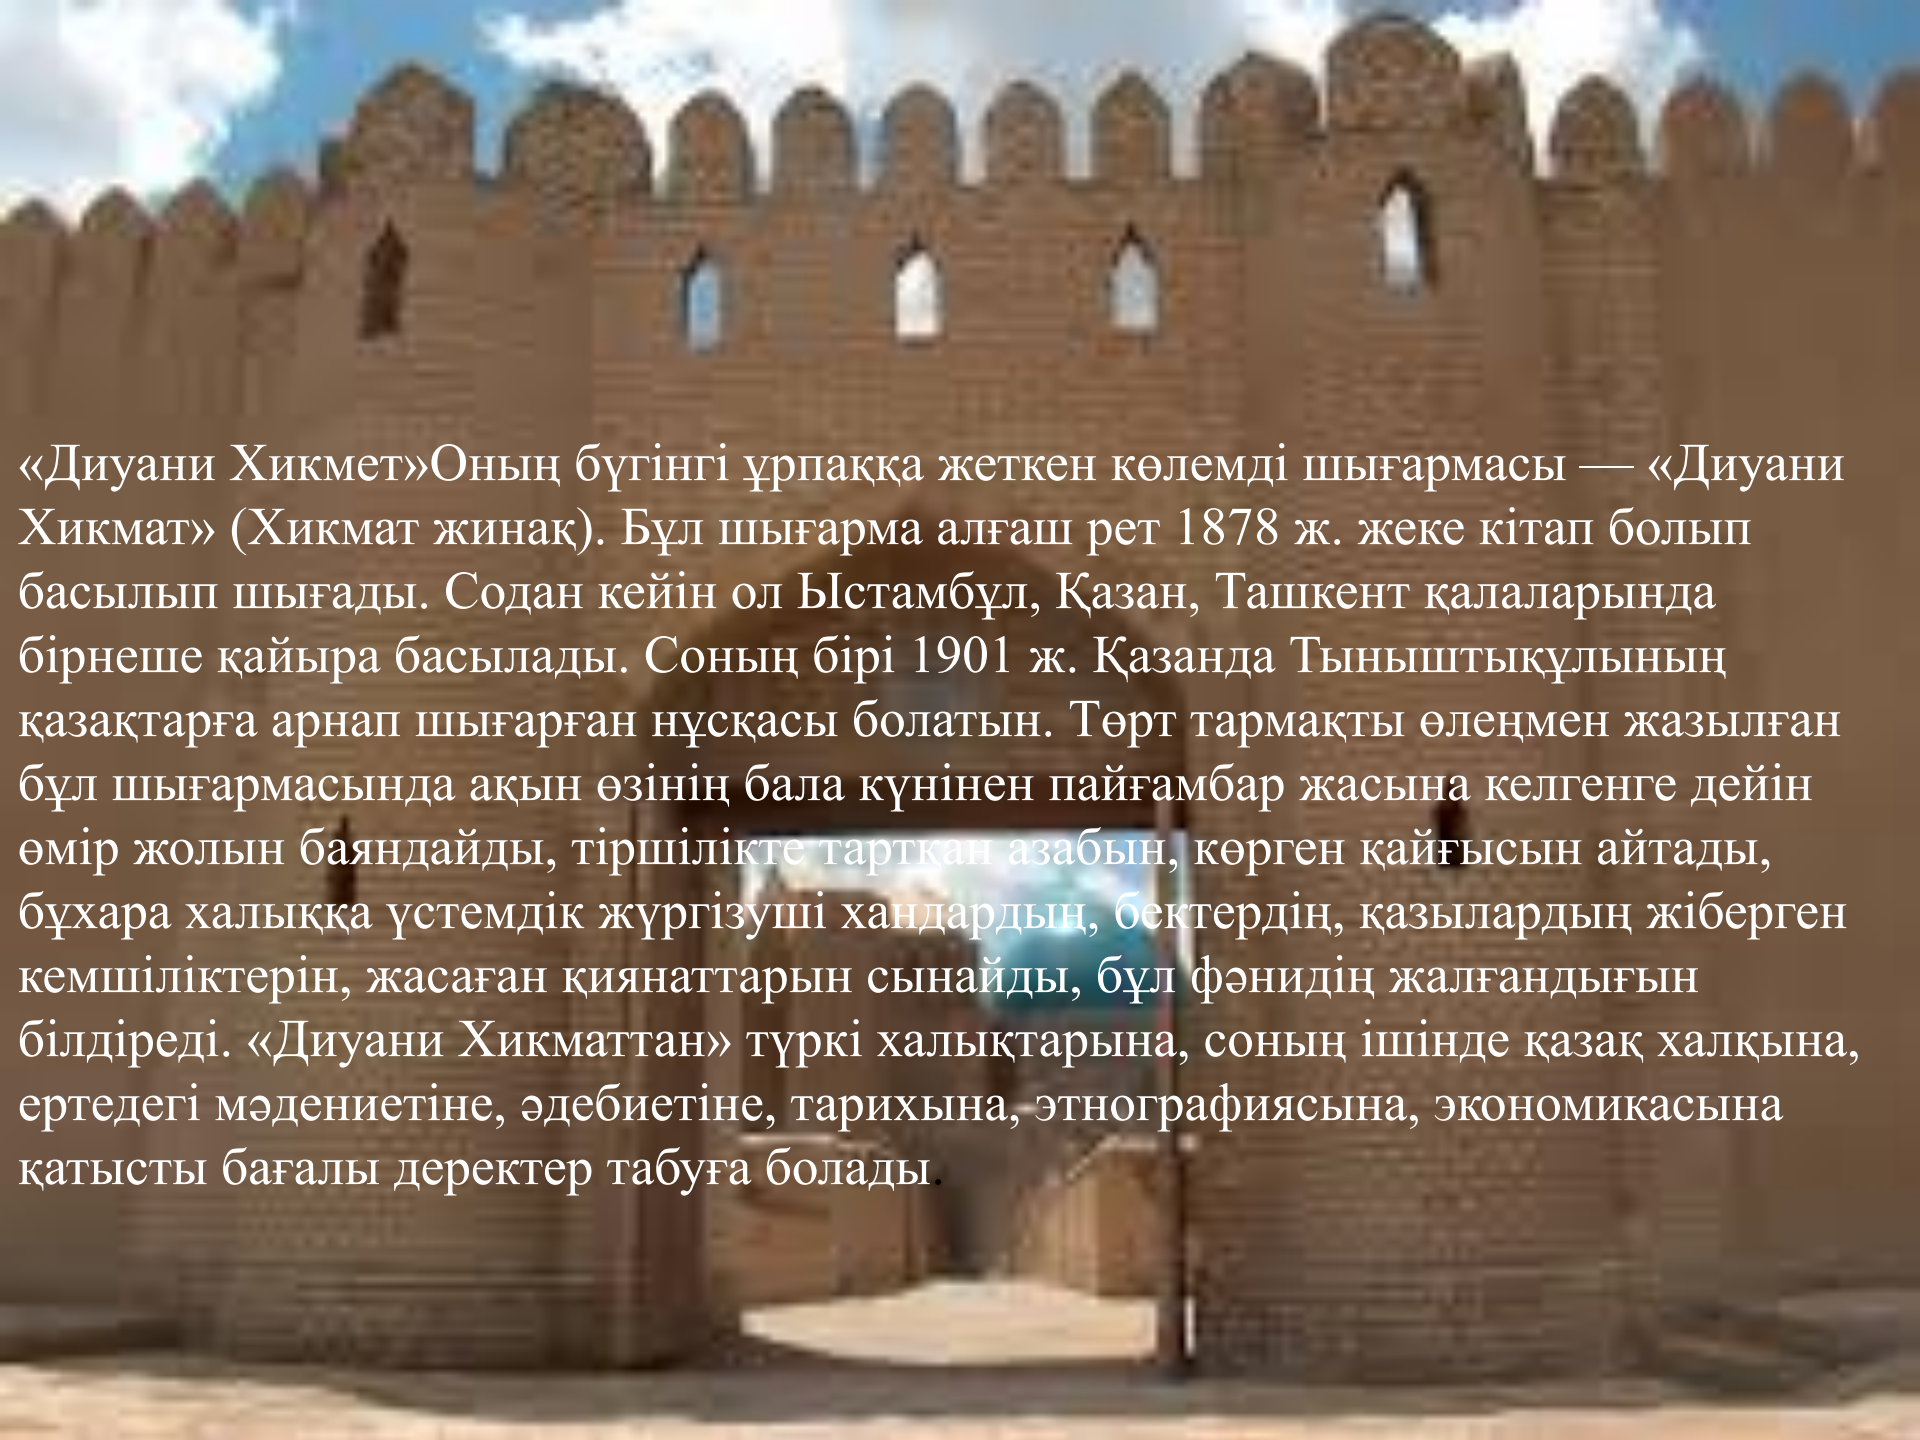 «Диуани Хикмет»Оның бүгінгі ұрпаққа жеткен көлемді шығармасы — «Диуани
Хикмат» (Хикмат жинақ). Бұл шығарма алғаш рет 1878 ж. жеке кітап болып
басылып шығады. Содан кейін ол Ыстамбұл, Қазан, Ташкент қалаларында
бірнеше қайыра басылады. Соның бірі 1901 ж. Қазанда Тыныштықұлының
қазақтарға арнап шығарған нұсқасы болатын. Төрт тармақты өлеңмен жазылған
бұл шығармасында ақын өзінің бала күнінен пайғамбар жасына келгенге дейін
өмір жолын баяндайды, тіршілікте тартқан азабын, көрген қайғысын айтады,
бұхара халыққа үстемдік жүргізуші хандардың, бектердің, қазылардың жіберген
кемшіліктерін, жасаған қиянаттарын сынайды, бұл фәнидің жалғандығын
білдіреді. «Диуани Хикматтан» түркі халықтарына, соның ішінде қазақ халқына,
ертедегі мәдениетіне, әдебиетіне, тарихына, этнографиясына, экономикасына
қатысты бағалы деректер табуға болады.